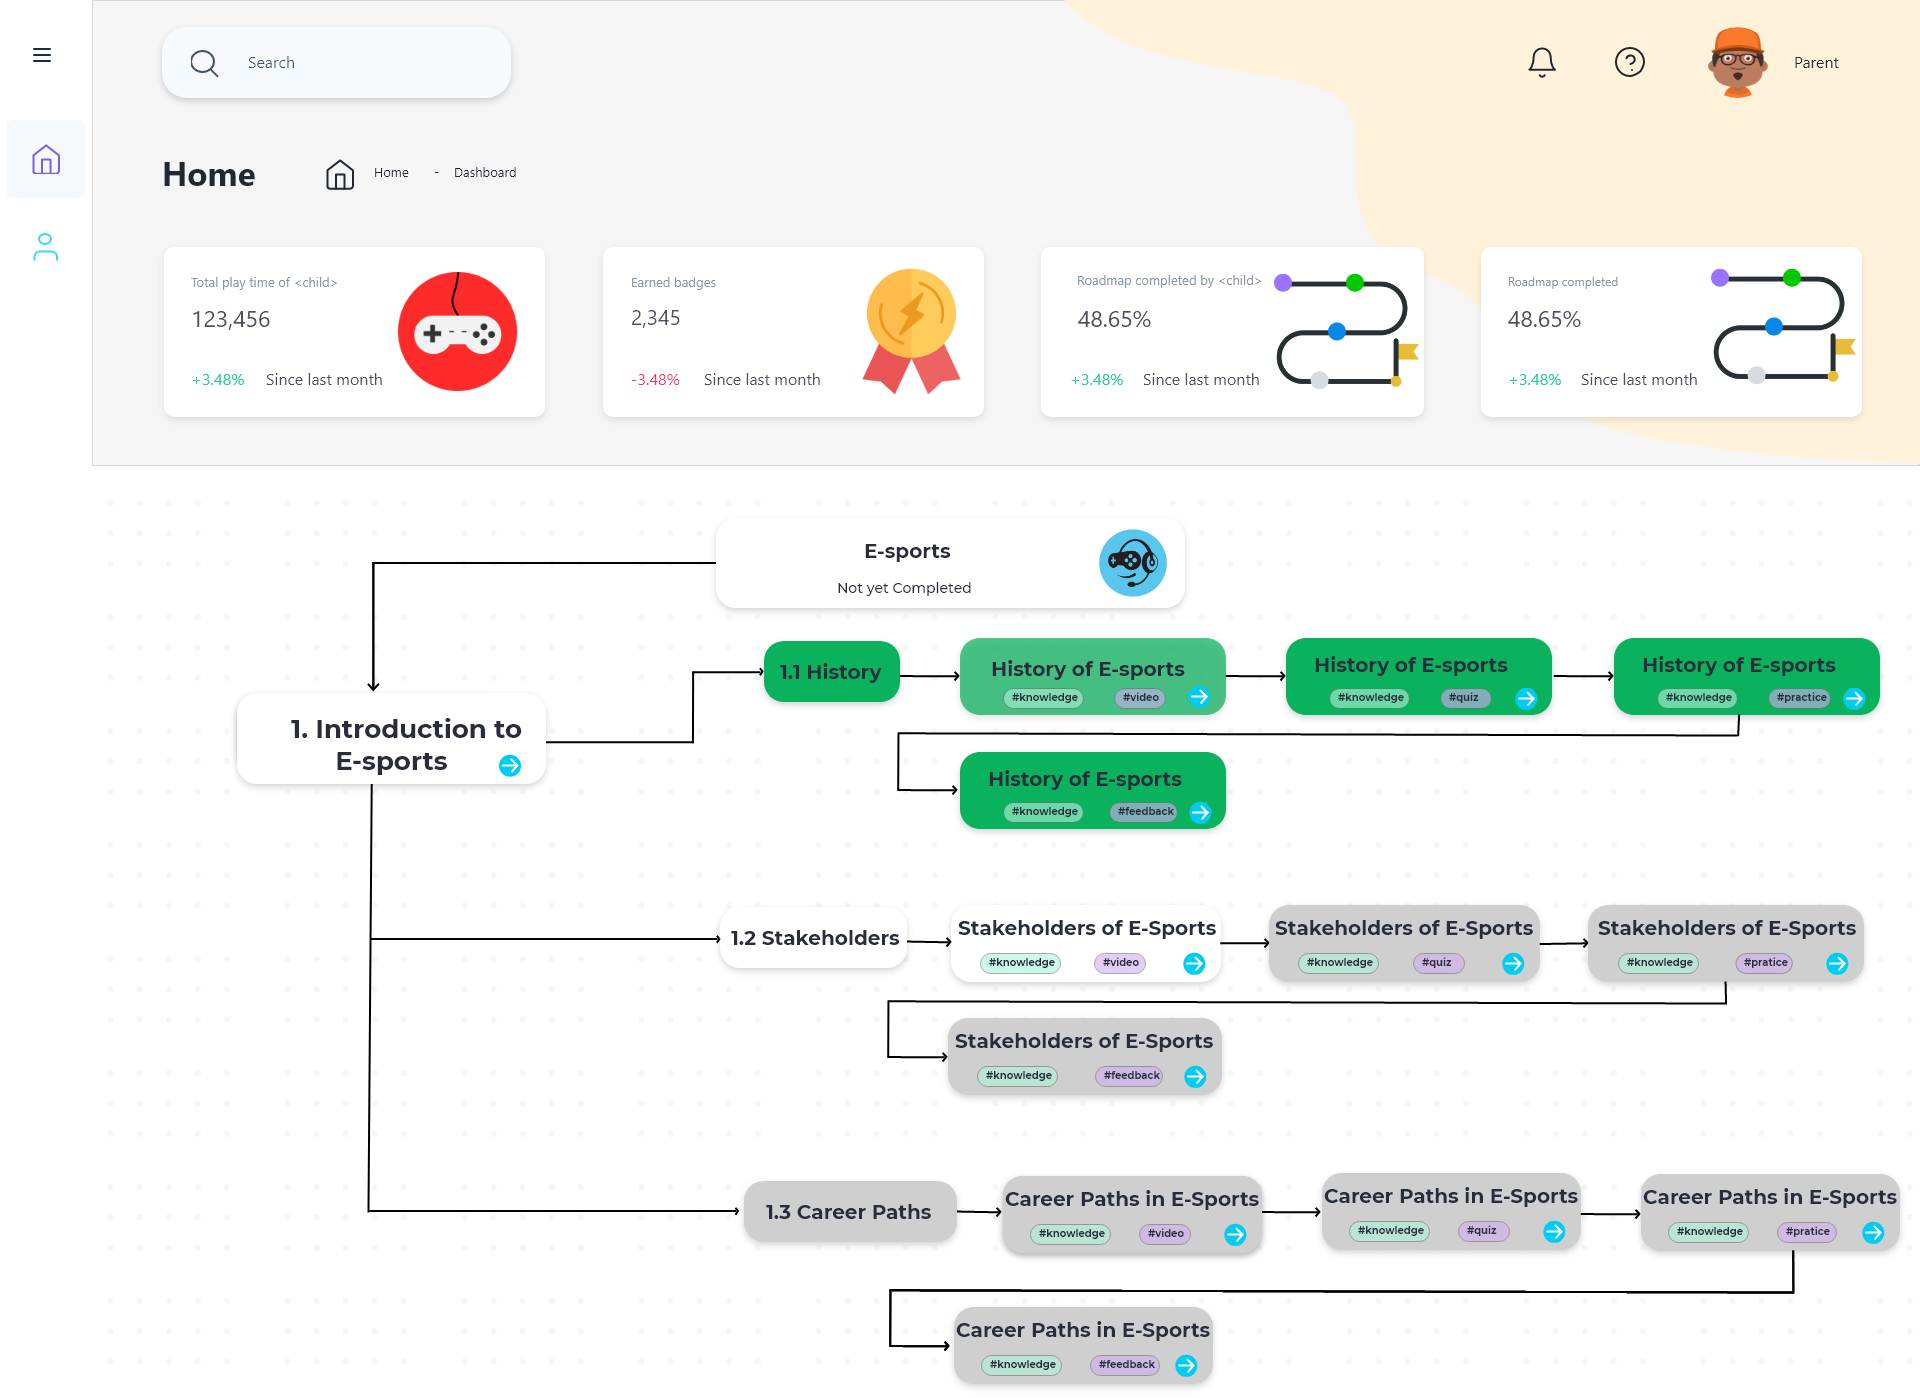 Search
Parent
Home
Home - Dashboard
Total play time of <child>
123,456
+3.48% Since last month
Earned badges
2,345
-3.48% Since last month
Roadmap completed by <child>
48.65%
+3.48% Since last month
Roadmap completed
48.65%
+3.48% Since last month
E-sports
Not yet Completed
1. Introduction to
E-sports
1.1 History
History of E-sports
#knowledge #video
History of E-sports
#knowledge #quiz
History of E-sports
#knowledge #practice
History of E-sports
#knowledge #feedback
1.2 Stakeholders
Stakeholders of E-Sports
#knowledge #video
Stakeholders of E-Sports
#knowledge #quiz
Stakeholders of E-Sports
#knowledge #pratice
Stakeholders of E-Sports
#knowledge #feedback
1.3 Career Paths
Career Paths in E-Sports
#knowledge #video
Career Paths in E-Sports
#knowledge #quiz
Career Paths in E-Sports
#knowledge #pratice
Career Paths in E-Sports
#knowledge #feedback